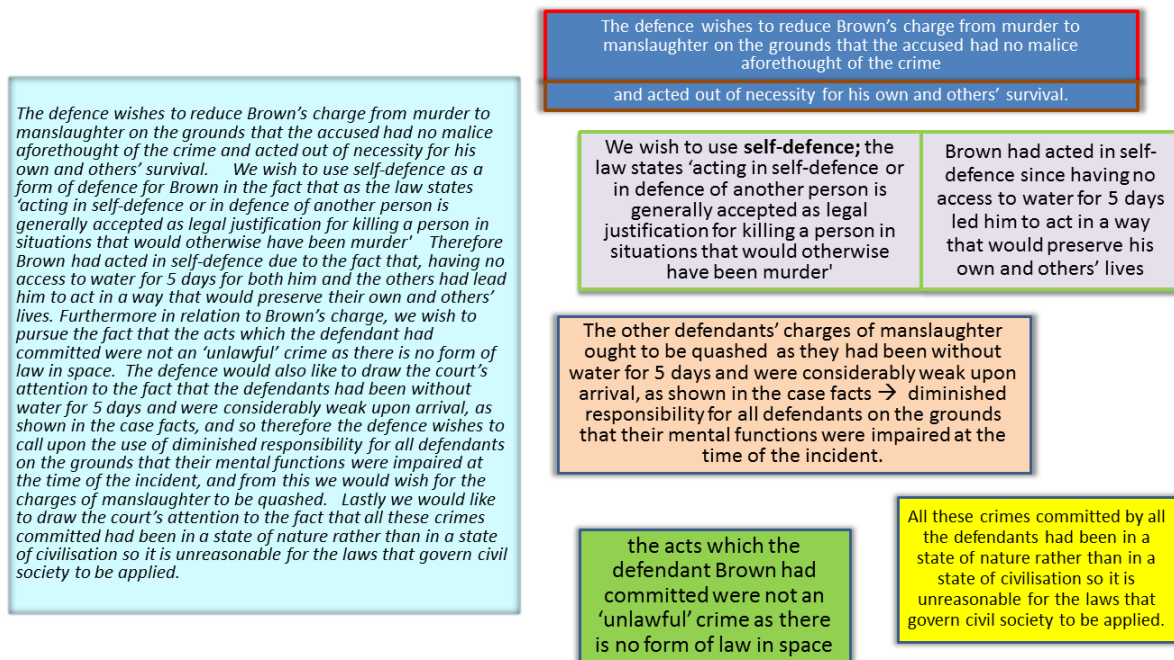 The defence wishes to reduce Brown's charge from murder to
manslaughter on the grounds that the accused had no malice
aforethought of the crime and acted out of necessity for his
own and others' survival.    We wish to use self-defence as a
form of defence for Brown in the fact that as the law states
'acting in self-defence or in defence of another person is
generally accepted as legal justification for killing a person in
situations that would otherwise have been murder'    Therefore
Brown had acted in self-defence due to the fact that, having no
access to water for 5 days for both him and the others had lead
him to act in a way that would preserve their own and others'
lives. Furthermore in relation to Brown's charge, we wish to
pursue the fact that the acts which the defendant had
committed were not an 'unlawful' crime as there is no form of
law in space.  The defence would also like to draw the court's
attention to the fact that the defendants had been without
water for 5 days and were considerably weak upon arrival, as
shown in the case facts, and so therefore the defence wishes to
call upon the use of diminished responsibility for all defendants
on the grounds that their mental functions were impaired at
the time of the incident, and from this we would wish for the
charges of manslaughter to be quashed.   Lastly we would like
to draw the court's attention to the fact that all these crimes
committed had been in a state of nature rather than in a state
of civilisation so it is unreasonable for the laws that govern civil
society to be applied.
The defence wishes to reduce Brown's charge from murder to
manslaughter on the grounds that the accused had no malice
aforethought of the crime
and acted out of necessity for his own and others' survival.
We wish to use self-defence; the
law states 'acting in self-defence or
in defence of another person is
generally accepted as legal
justification for killing a person in
situations that would otherwise
have been murder'
Brown had acted in self-
defence since having no
access to water for 5 days
led him to act in a way
that would preserve his
own and others' lives
The other defendants' charges of manslaughter
ought to be quashed  as they had been without
water for 5 days and were considerably weak upon
arrival, as shown in the case facts → diminished
responsibility for all defendants on the grounds
that their mental functions were impaired at the
time of the incident.
the acts which the
defendant Brown had
committed were not an
'unlawful' crime as there
is no form of law in space
All these crimes committed by all
the defendants had been in a
state of nature rather than in a
state of civilisation so it is
unreasonable for the laws that
govern civil society to be applied.